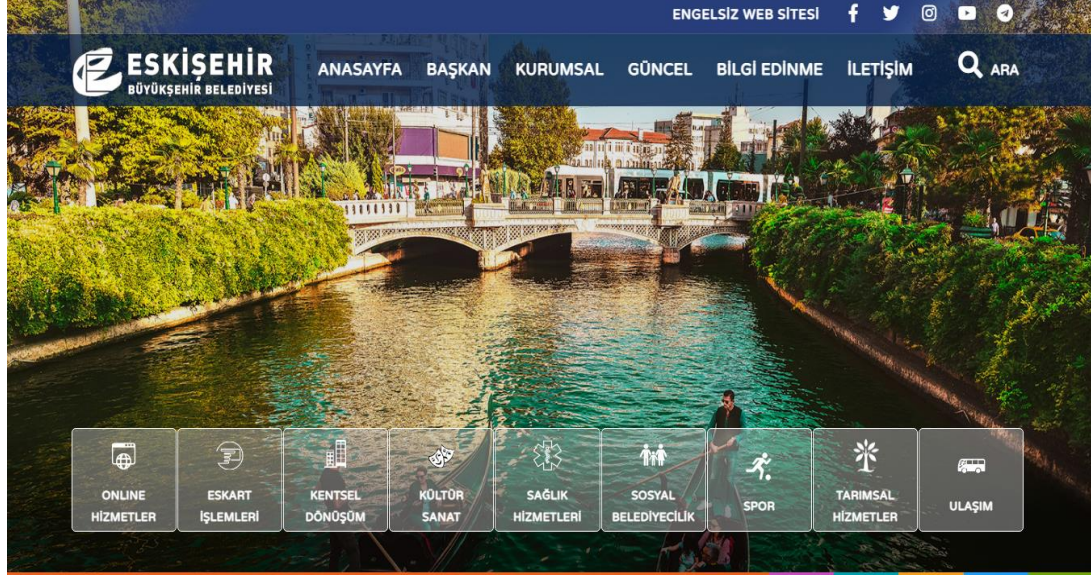 ENGELSİZ WEB SİTESİ
ESKİŞEHİR
BÜYÜKŞEHİR BELEDİYESİ
ANASAYFA BAŞKAN KURUMSAL GÜNCEL BİLGİ EDİNME İLETİŞİM ARA
ONLINE
HİZMETLER
ESKART
İŞLEMLERİ
KENTSEL
DÖNÜŞÜM
KÜLTÜR
SANAT
SAĞLIK
HİZMETLERİ
SOSYAL
BELEDİYECİLİK
SPOR
TARIMSAL
HİZMETLER
ULAŞIM